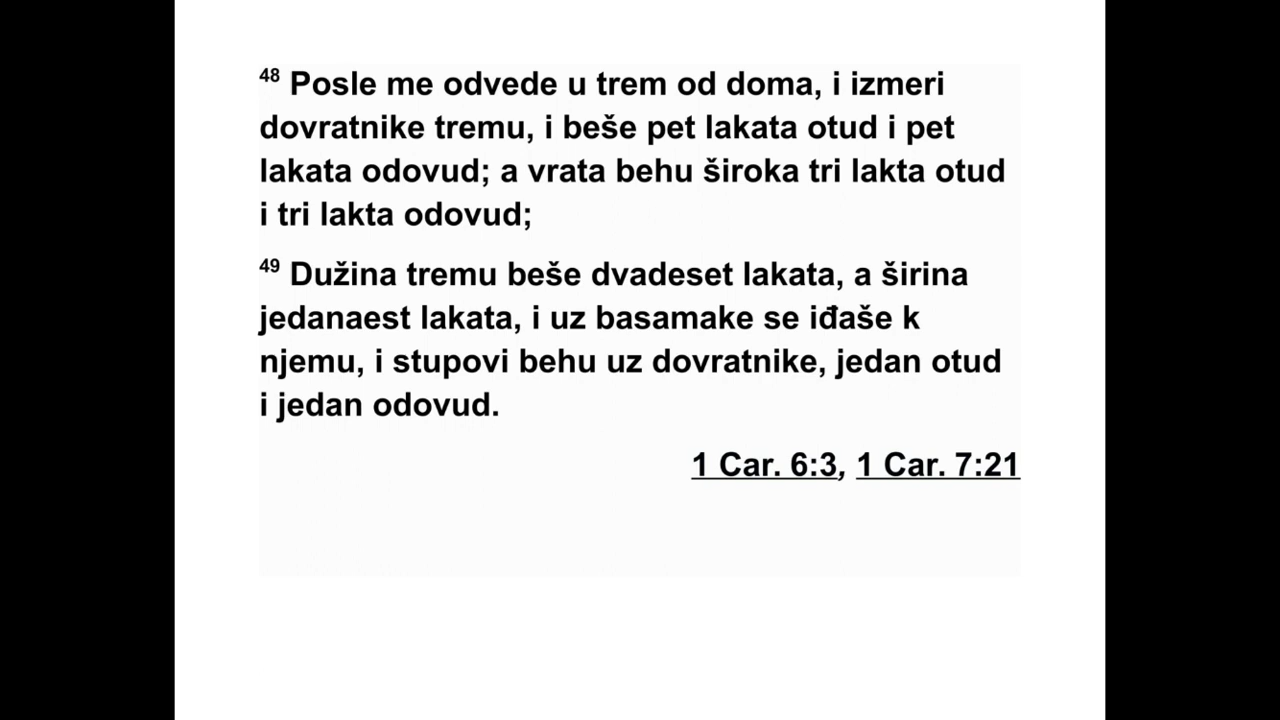 48 Posle me odvede u trem od doma, i izmeri
dovratnike tremu, i beše pet lakata otud i pet
lakata odovud; a vrata behu široka tri lakta otud
i tri lakta odovud;
49 Dužina tremu beše dvadeset lakata, a širina
jedanaest lakata, i uz basamake se iđaše k
njemu, i stupovi behu uz dovratnike, jedan otud
i jedan odovud.
1 Car. 6:3, 1 Car. 7:21